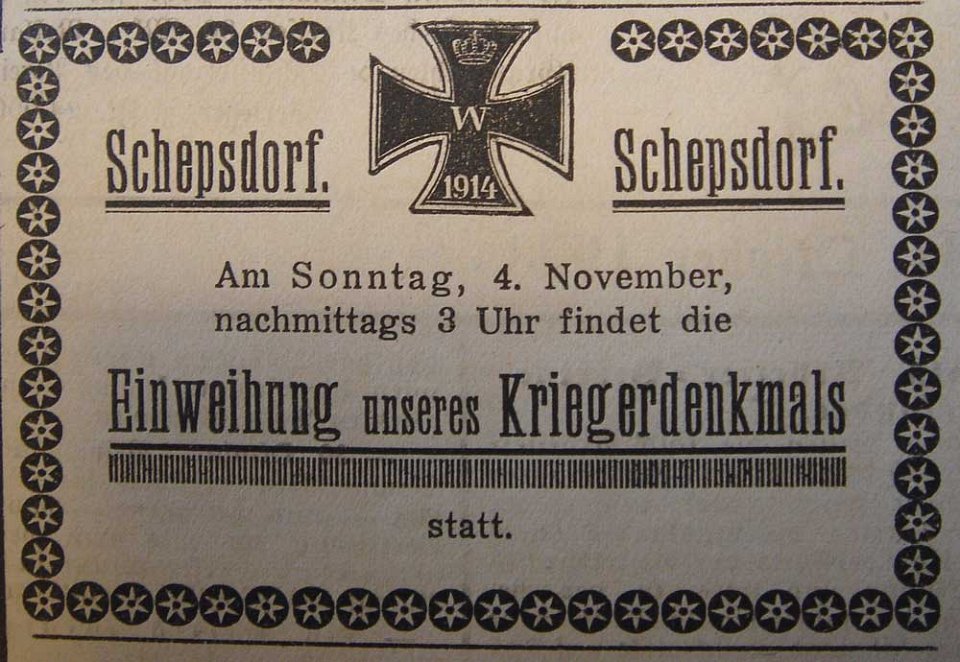 W
1914
Schepsdorf. Schepsdorf.
Am Sonntag, 4. November,
nachmittags 3 Uhr findet die
Einweihung unseres Kriegerdenkmals
statt.